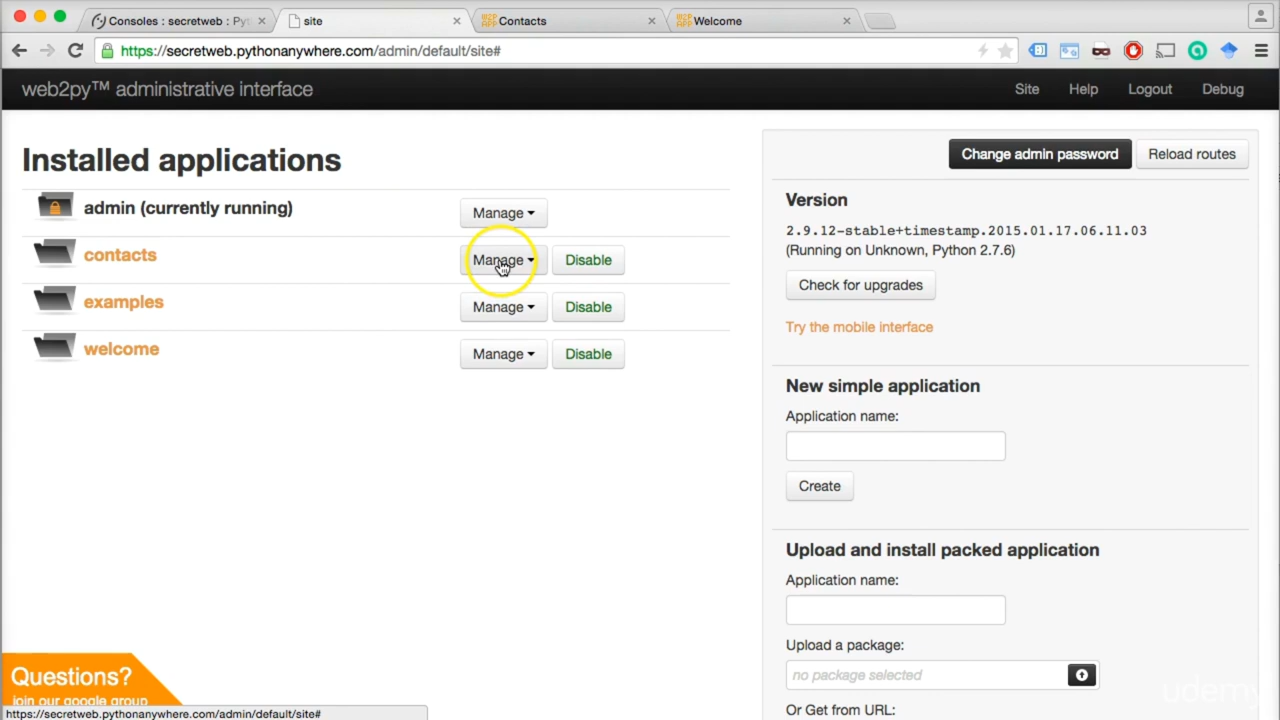 Consoles : secretweb : Pyt
site
Contacts
Welcome
https://secretweb.pythonanywhere.com/admin/default/site#
web2py™ administrative interface
Site
Help
Logout
Debug
Installed applications
admin (currently running)
Manage
contacts
Manage
Disable
examples
Manage
Disable
welcome
Manage
Disable
Change admin password
Reload routes
Version
2.9.12-stable+timestamp.2015.01.17.06.11.03
(Running on Unknown, Python 2.7.6)
Check for upgrades
Try the mobile interface
New simple application
Application name:
Create
Upload and install packed application
Application name:
Upload a package:
no package selected
Or Get from URL:
Questions?
join our google group
https://secretweb.pythonanywhere.com/admin/default/site#
udemy